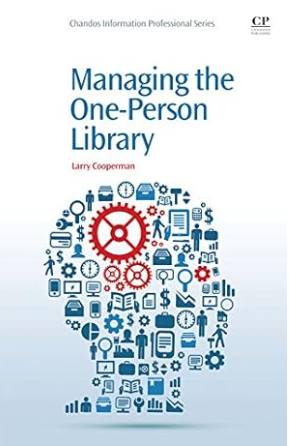 Chandos Information Professional Series
CP
Managing the
One-Person
Library
Larry Cooperman